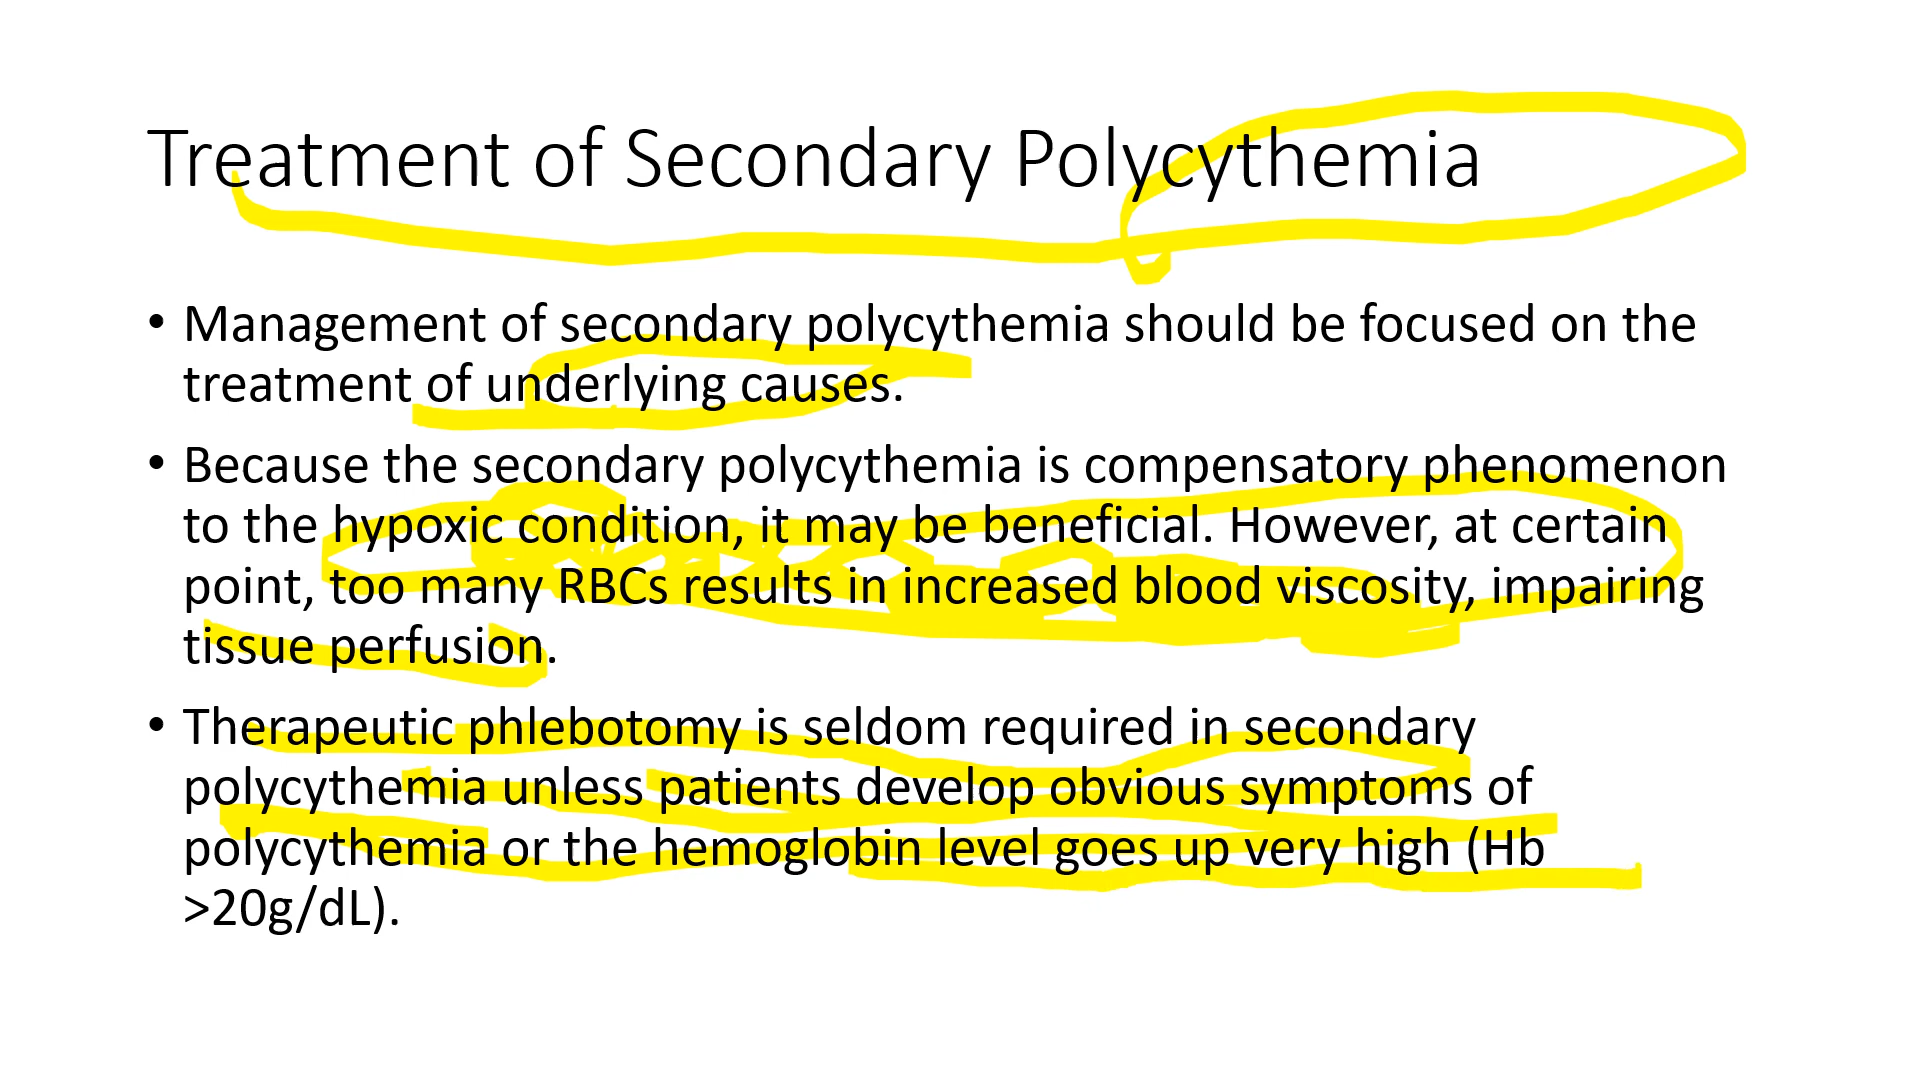 Treatment of Secondary Polycythemia
• Management of secondary polycythemia should be focused on the
treatment of underlying causes.
• Because the secondary polycythemia is compensatory phenomenon
to the hypoxic condition, it may be beneficial. However, at certain
point, too many RBCs results in increased blood viscosity, impairing
tissue perfusion.
• Therapeutic phlebotomy is seldom required in secondary
polycythemia unless patients develop obvious symptoms of
polycythemia or the hemoglobin level goes up very high (Hb
>20g/dL).